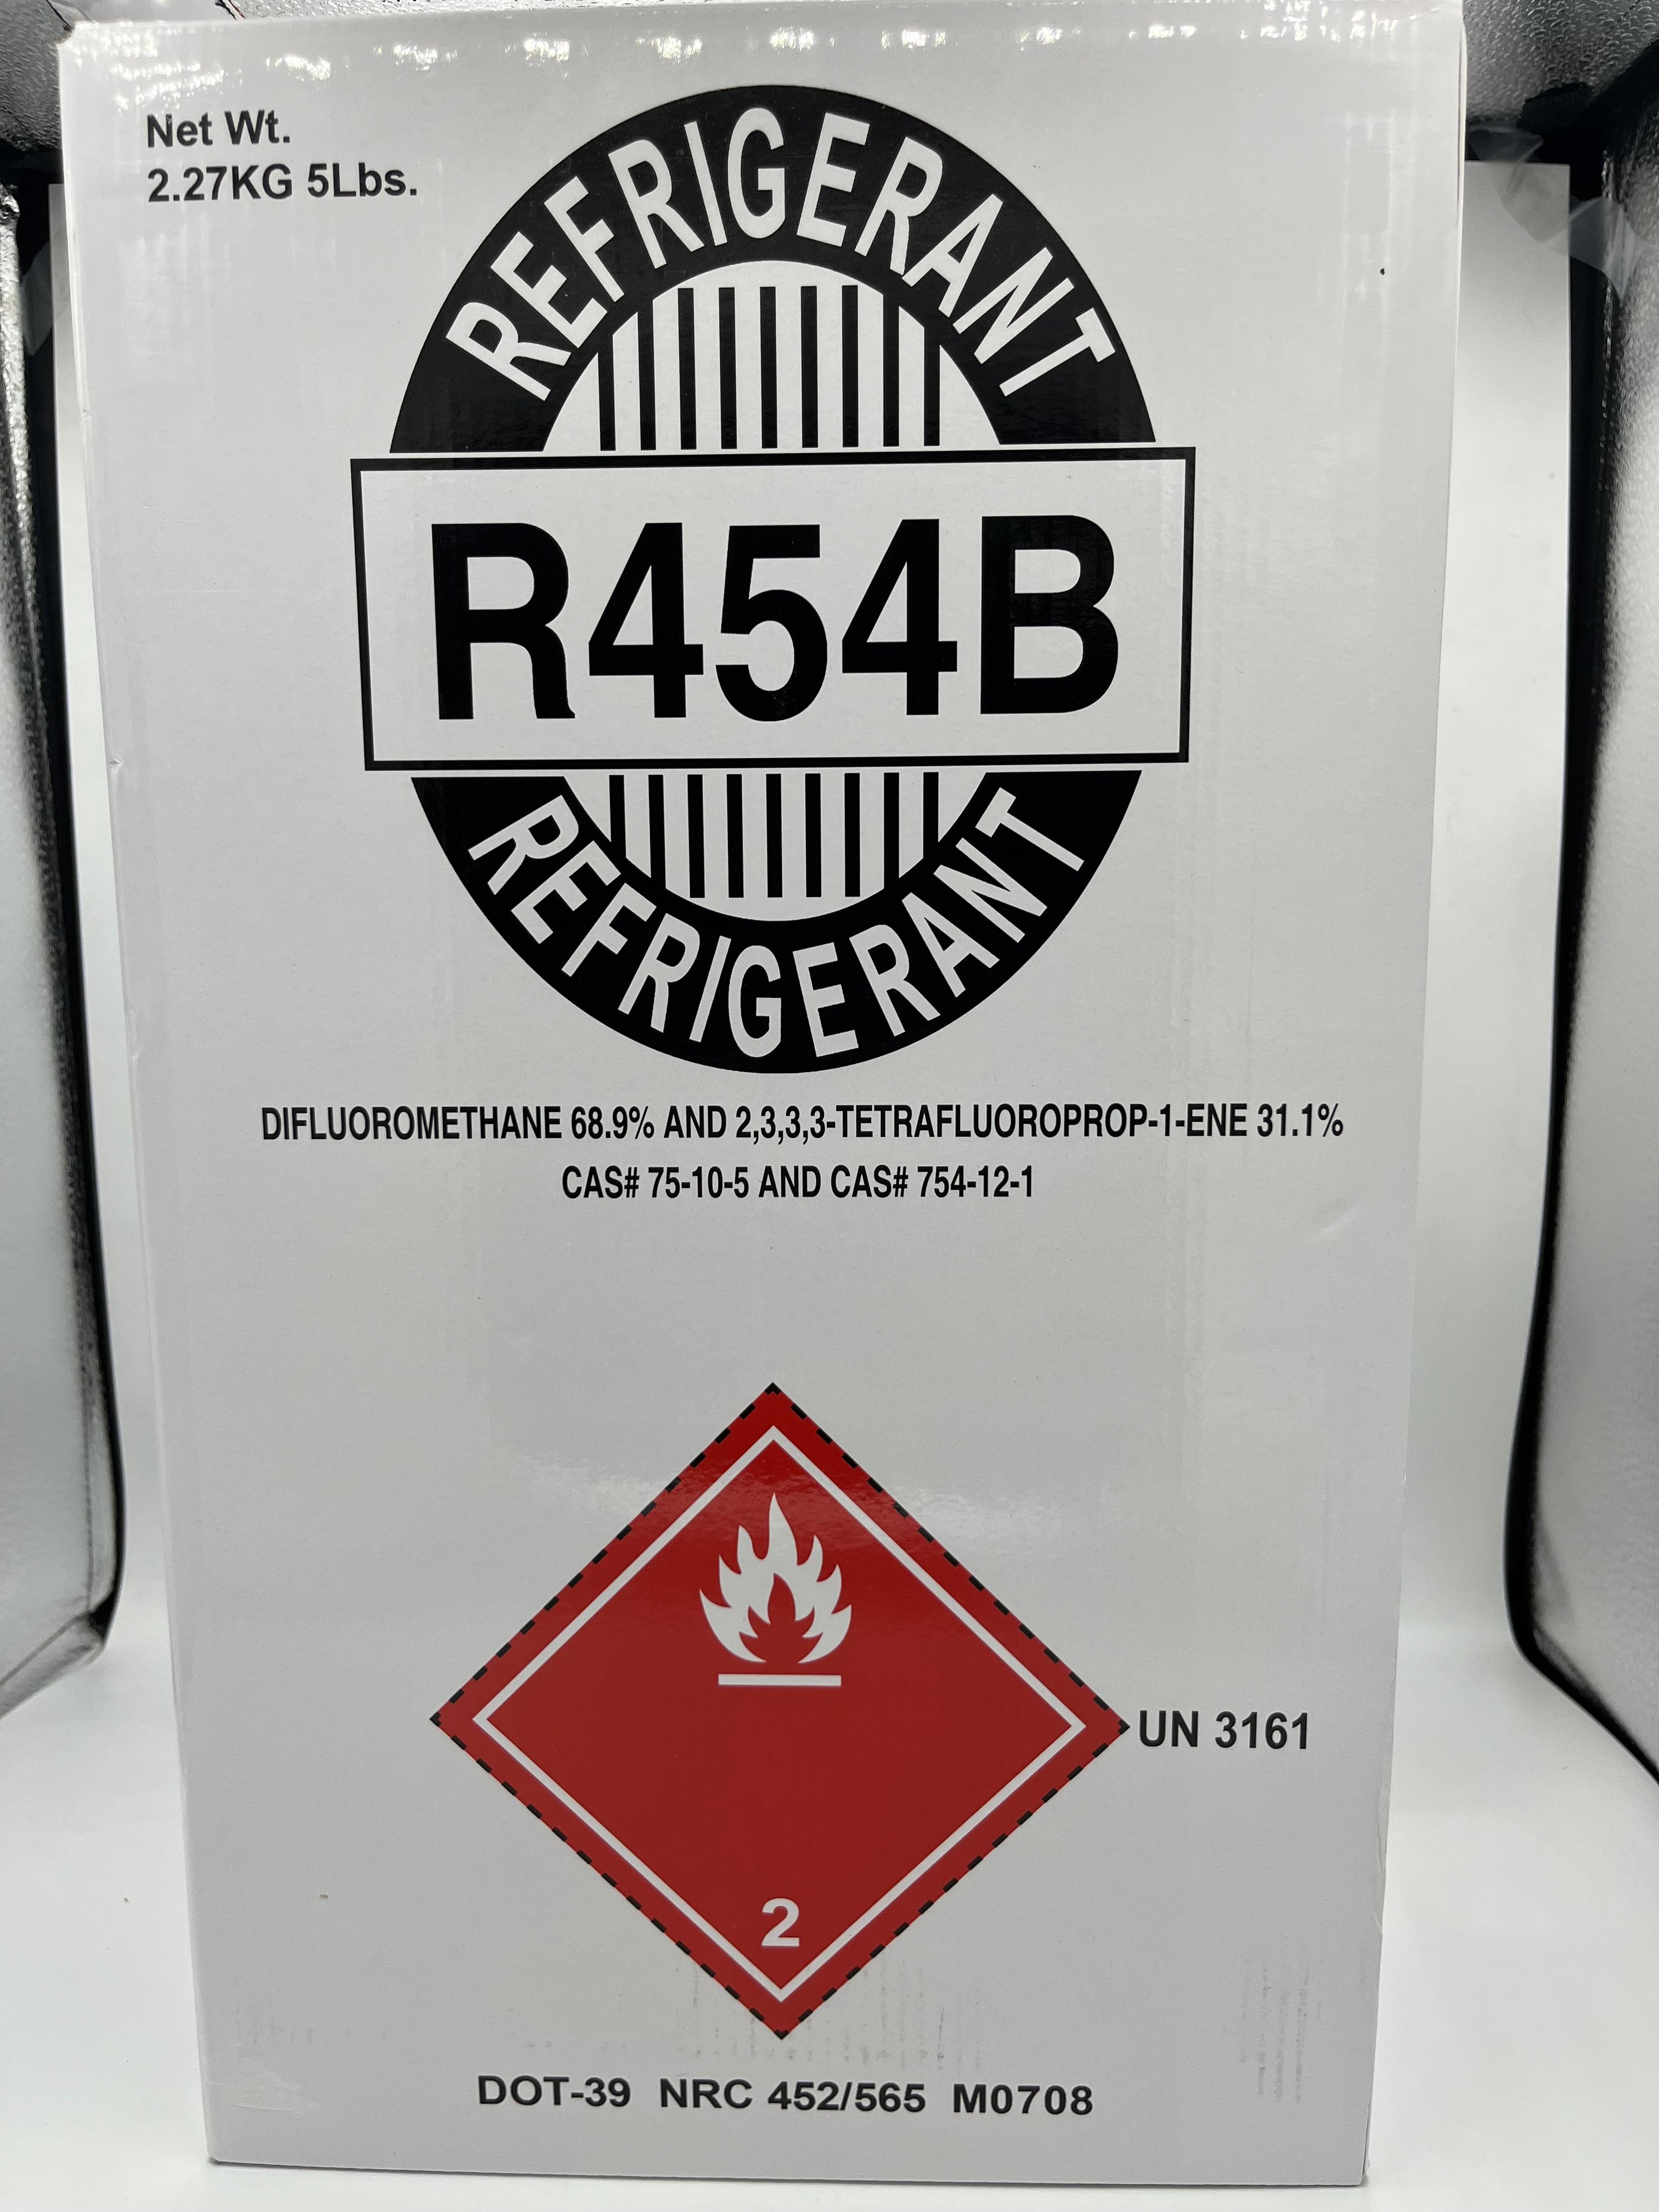 Net Wt.
2.27KG 5Lbs.
REFRIGERANT
R454B
REFRIGERANT
DIFLUOROMETHANE 68.9% AND 2,3,3,3-TETRAFLUOROPROP-1-ENE 31.1%
CAS# 75-10-5 AND CAS# 754-12-1
UN 3161
2
DOT-39 NRC 452/565 M0708